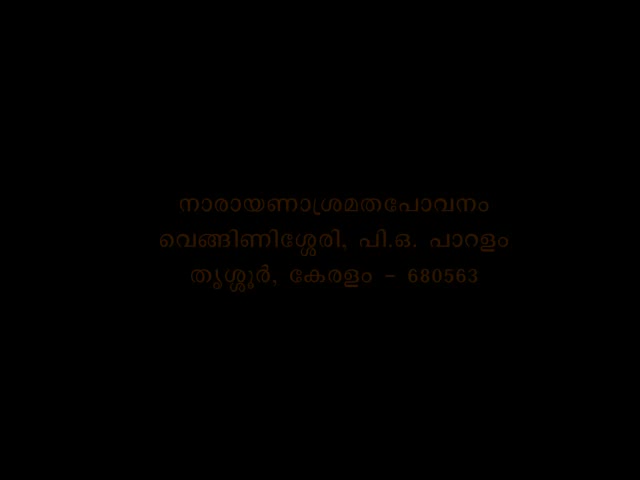 നാരായണാശ്രമതപോവനം
വെങ്ങിണിശ്ശേരി, പി.ഒ. പാറളം
തൃശ്ശൂർ, കേരളം - 680563